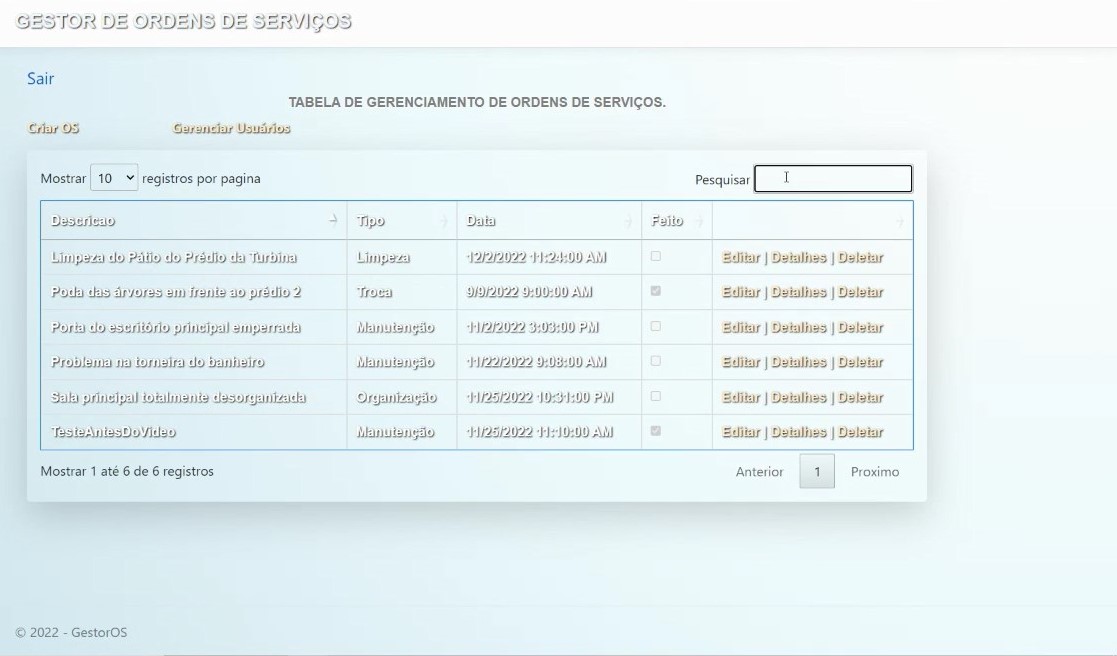 GESTOR DE ORDENS DE SERVIÇOS
Sair
TABELA DE GERENCIAMENTO DE ORDENS DE SERVIÇOS.
Criar OS Gerenciar Usuários
Mostrar 10 registros por pagina Pesquisar
Descricao Tipo Data Feito
Limpeza do Pátio do Prédio da Turbina Limpeza 12/2/2022 11:24:00 AM Editar | Detalhes | Deletar
Poda das árvores em frente ao prédio 2 Troca 9/9/2022 9:00:00 AM Editar | Detalhes | Deletar
Porta do escritório principal emperrada Manutenção 11/2/2022 3:03:00 PM Editar | Detalhes | Deletar
Problema na torneira do banheiro Manutenção 11/22/2022 9:08:00 AM Editar | Detalhes | Deletar
Sala principal totalmente desorganizada Organização 11/25/2022 10:31:00 PM Editar | Detalhes | Deletar
TesteAntesDoVideo Manutenção 11/25/2022 11:10:00 AM Editar | Detalhes | Deletar
Mostrar 1 até 6 de 6 registros Anterior 1 Proximo
© 2022 - GestorOS